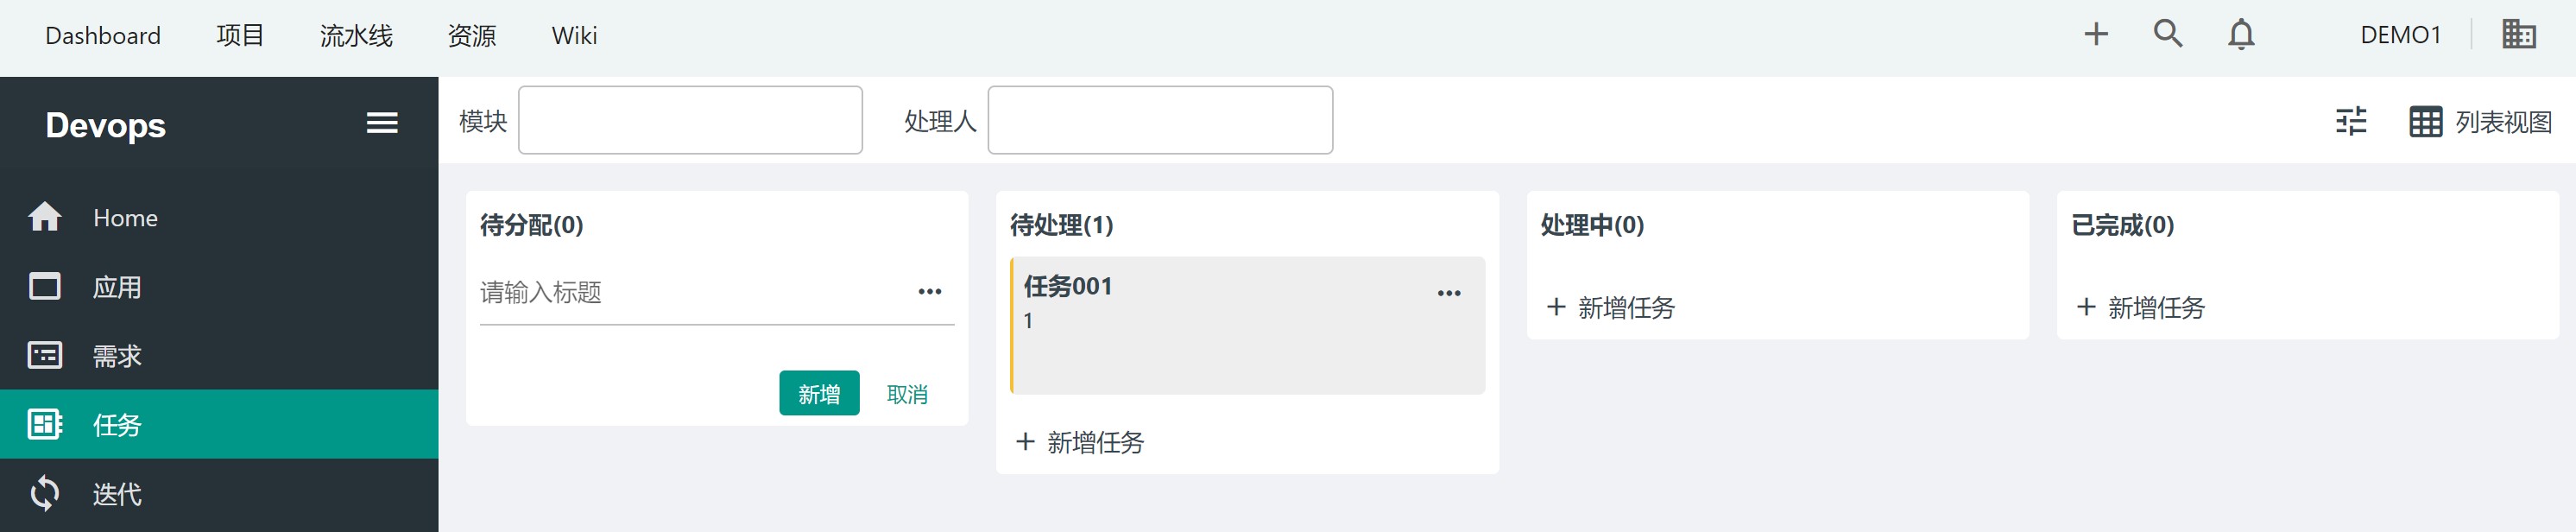 Dashboard 项目 流水线 资源 Wiki DEMO1
Devops
Home
应用
需求
任务
迭代
模块 处理人 列表视图
待分配(0)
请输入标题
新增 取消
待处理(1)
任务001
1
新增任务
处理中(0)
新增任务
已完成(0)
新增任务